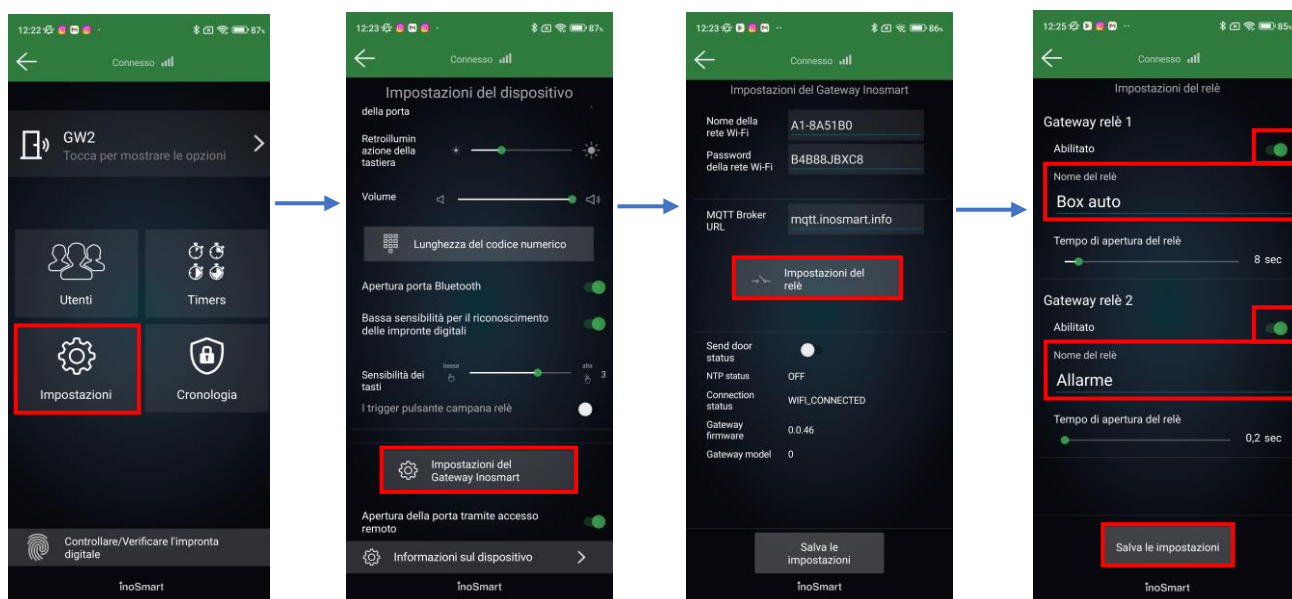 12:22
87%
Connesso
GW2
Tocca per mostrare le opzioni
Utenti
Timers
Impostazioni
Cronologia
Controllare/Verificare l'impronta
digitale
inoSmart
12:23
87%
Connesso
Impostazioni del dispositivo
della porta
Retroillumin
azione della
tastiera
Volume
Lunghezza del codice numerico
Apertura porta Bluetooth
Bassa sensibilità per il riconoscimento
delle impronte digitali
Sensibilità dei
tasti
bassa
alta
3
I trigger pulsante campana relè
Impostazioni del
Gateway Inosmart
Apertura della porta tramite accesso
remoto
Informazioni sul dispositivo
inoSmart
12:23
86%
Connesso
Impostazioni del Gateway Inosmart
Nome della
rete Wi-Fi
A1-8A51B0
Password
della rete Wi-Fi
B4B88JBXC8
MQTT Broker
URL
mqtt.inosmart.info
Impostazioni del
relè
Send door
status
NTP status OFF
Connection
status
WIFI_CONNECTED
Gateway
firmware
0.0.46
Gateway model 0
Salva le
impostazioni
inoSmart
12:25
85%
Connesso
Impostazioni del relè
Gateway relè 1
Abilitato
Nome del relè
Box auto
Tempo di apertura del relè
8 sec
Gateway relè 2
Abilitato
Nome del relè
Allarme
Tempo di apertura del relè
0,2 sec
Salva le impostazioni
inoSmart